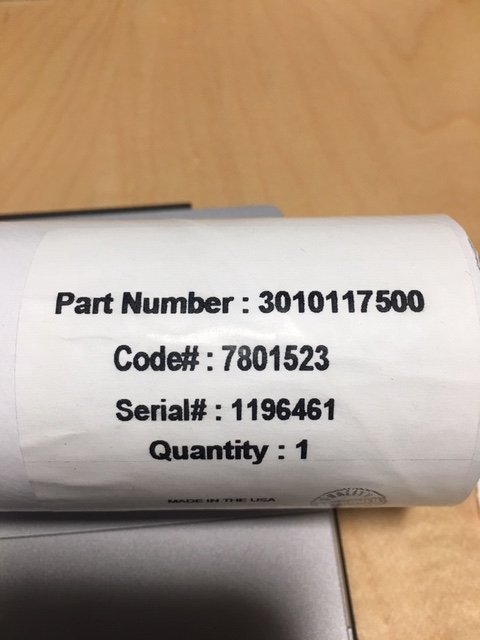 Part Number : 3010117500
Code# : 7801523
Serial# : 1196461
Quantity : 1
MADE IN THE USA